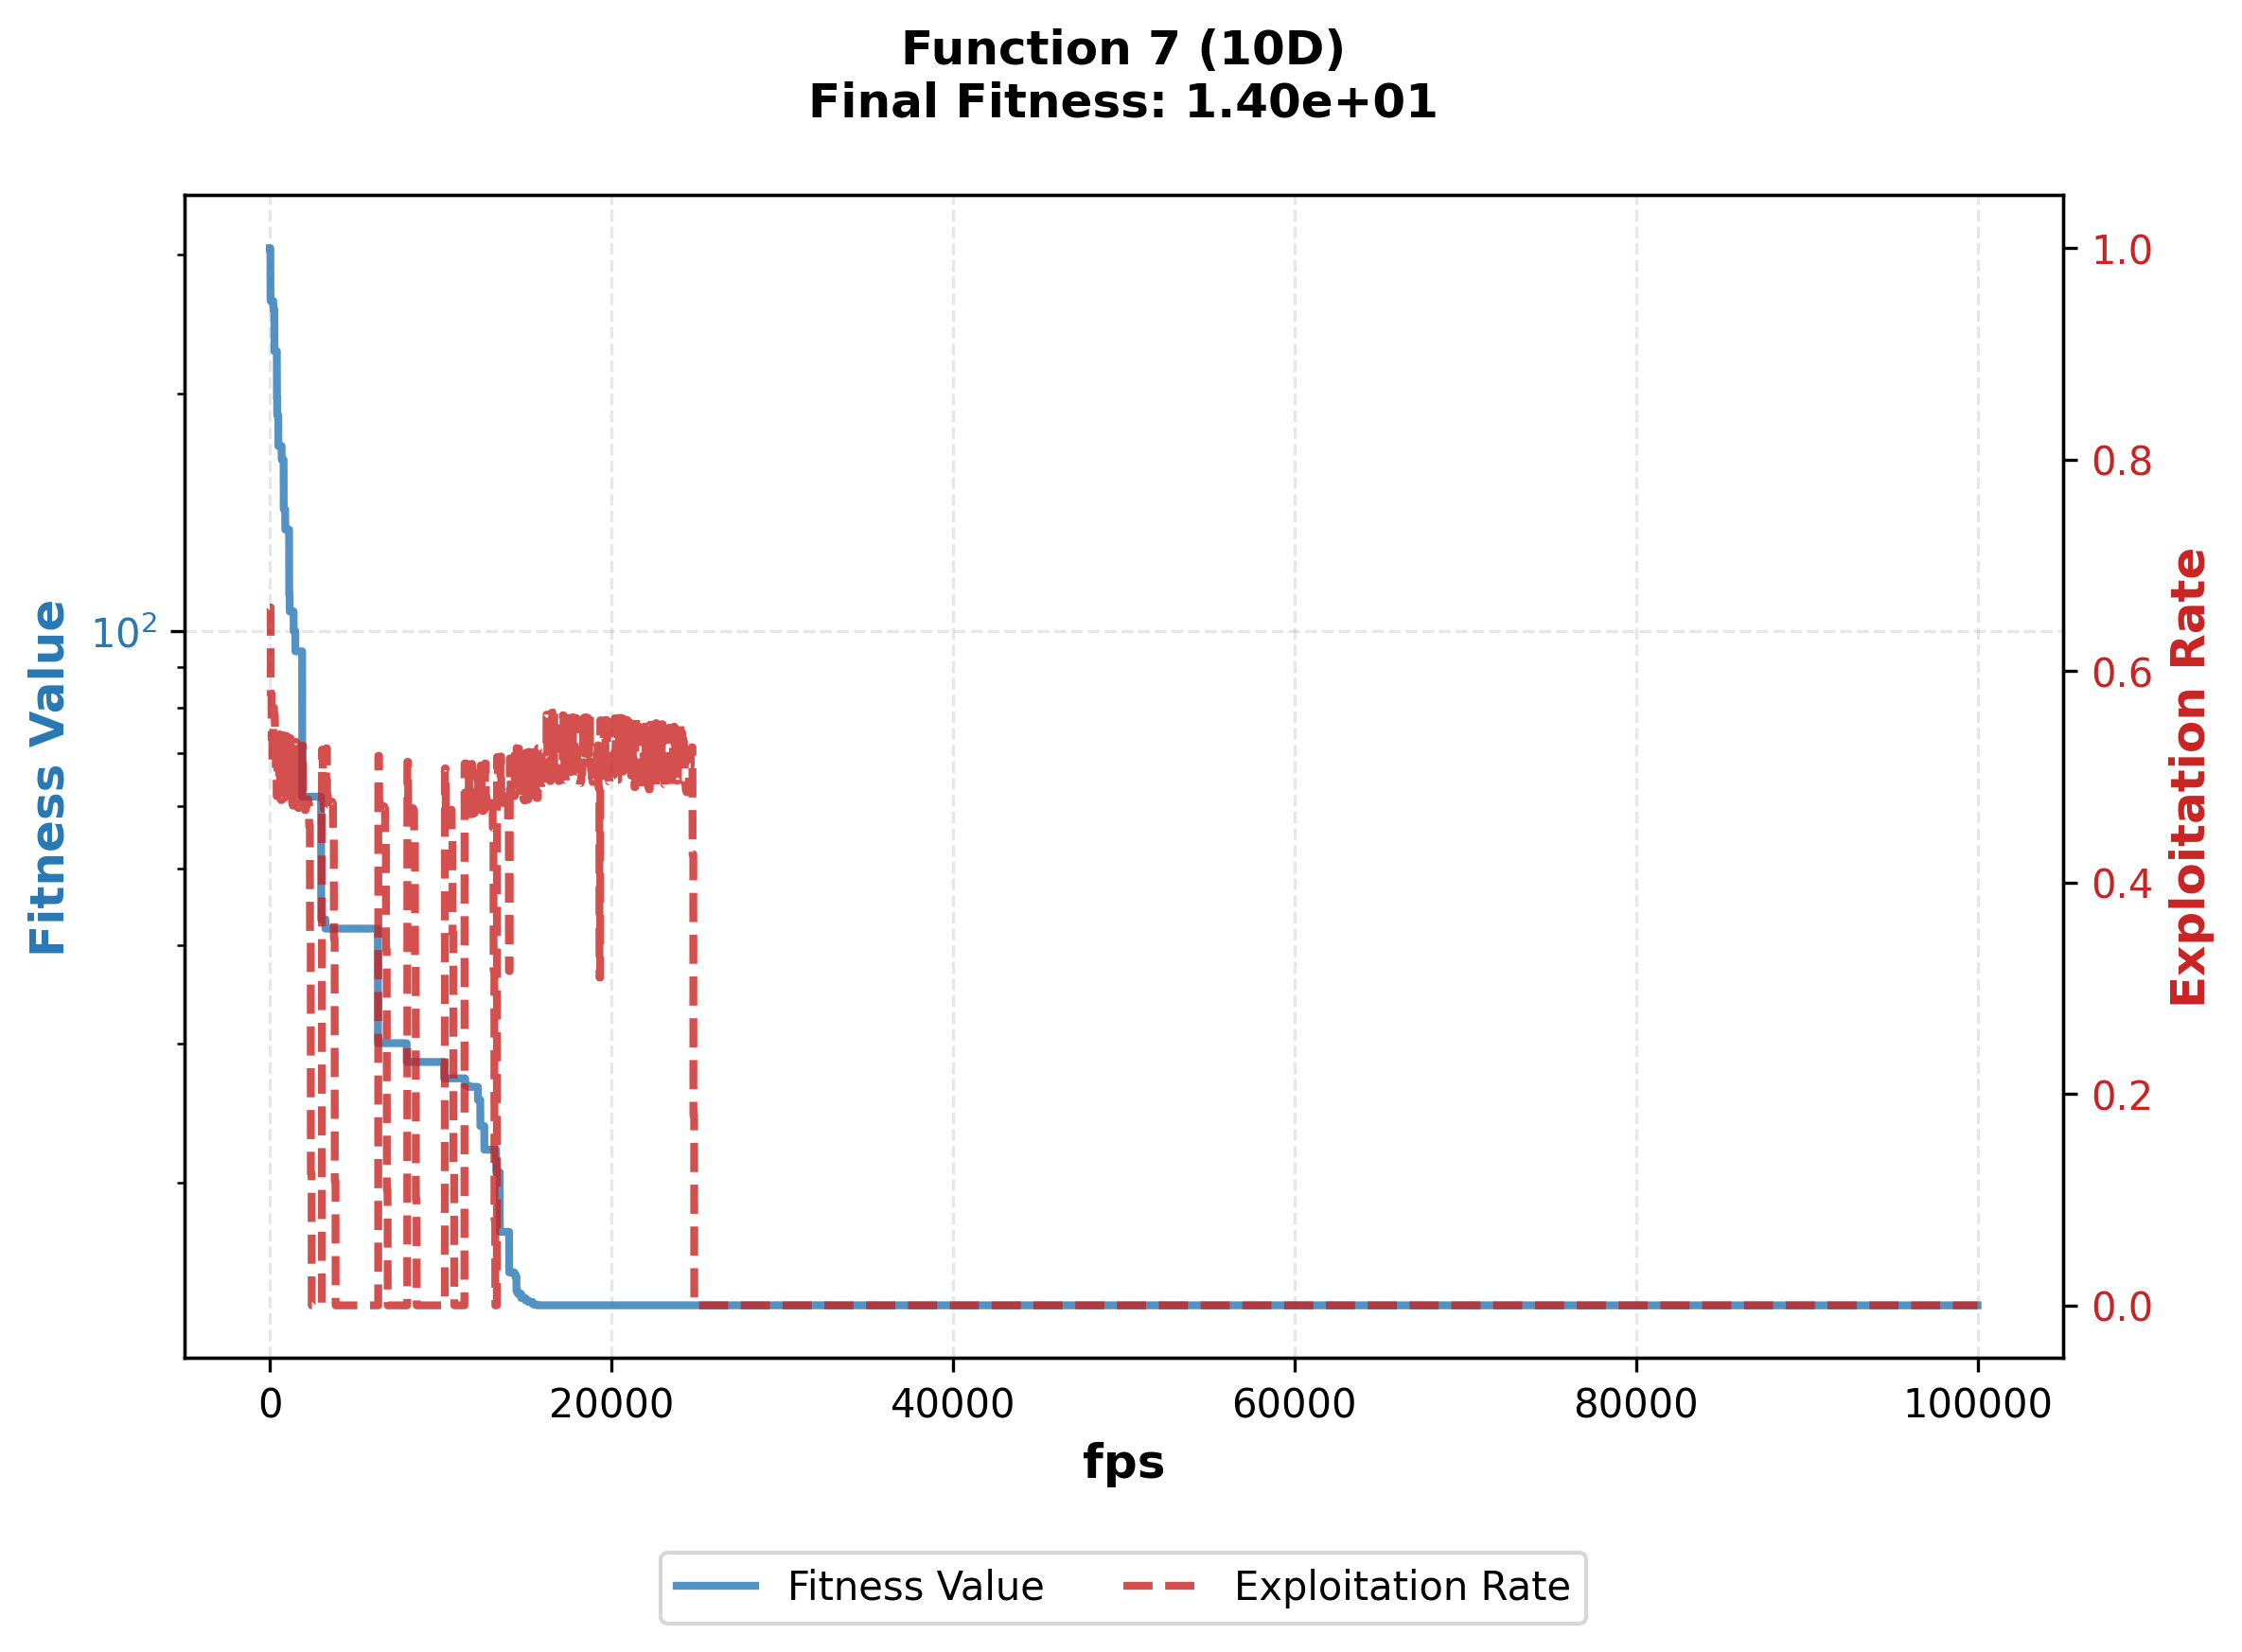 Function 7 (10D)
Final Fitness: 1.40e+01
Fitness Value
10²
1.0
0.8
0.6
0.4
0.2
0.0
Exploitation Rate
0 20000 40000 60000 80000 100000
fps
Fitness Value Exploitation Rate